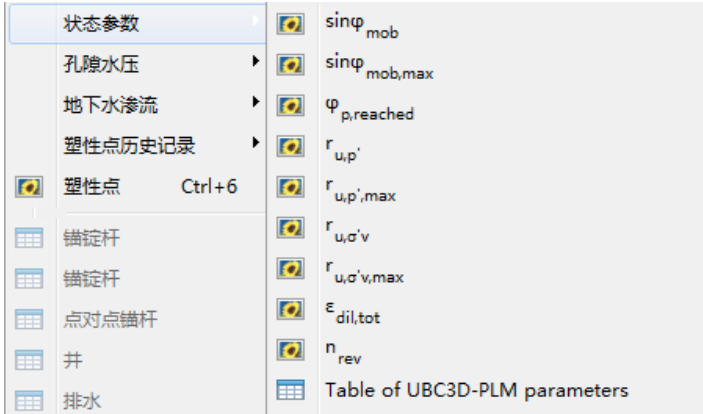 状态参数
孔隙水压
地下水渗流
塑性点历史记录
塑性点 Ctrl+6
锚锭杆
锚锭杆
点对点锚杆
井
排水
sinφmob
sinφmob,max
φp,reached
ru,p'
ru,p',max
ru,σ'v
ru,σ'v,max
εdil,tot
nrev
Table of UBC3D-PLM parameters